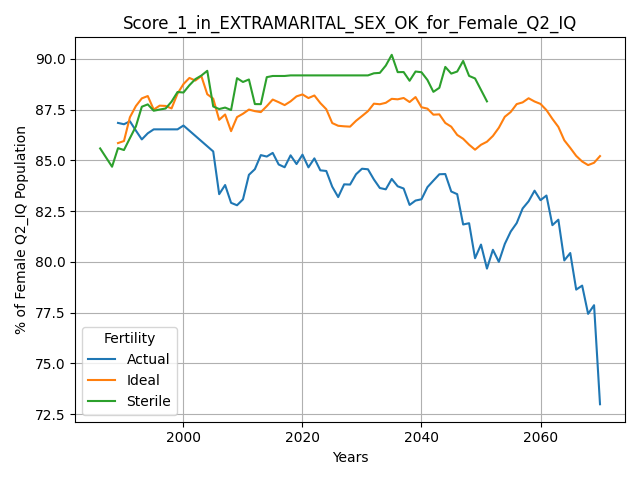 Score_1_in_EXTRAMARITAL_SEX_OK_for_Female_Q2_IQ
% of Female Q2_IQ Population
90.0
87.5
85.0
82.5
80.0
77.5
75.0
72.5
Fertility
Actual
Ideal
Sterile
2000 2020 2040 2060
Years